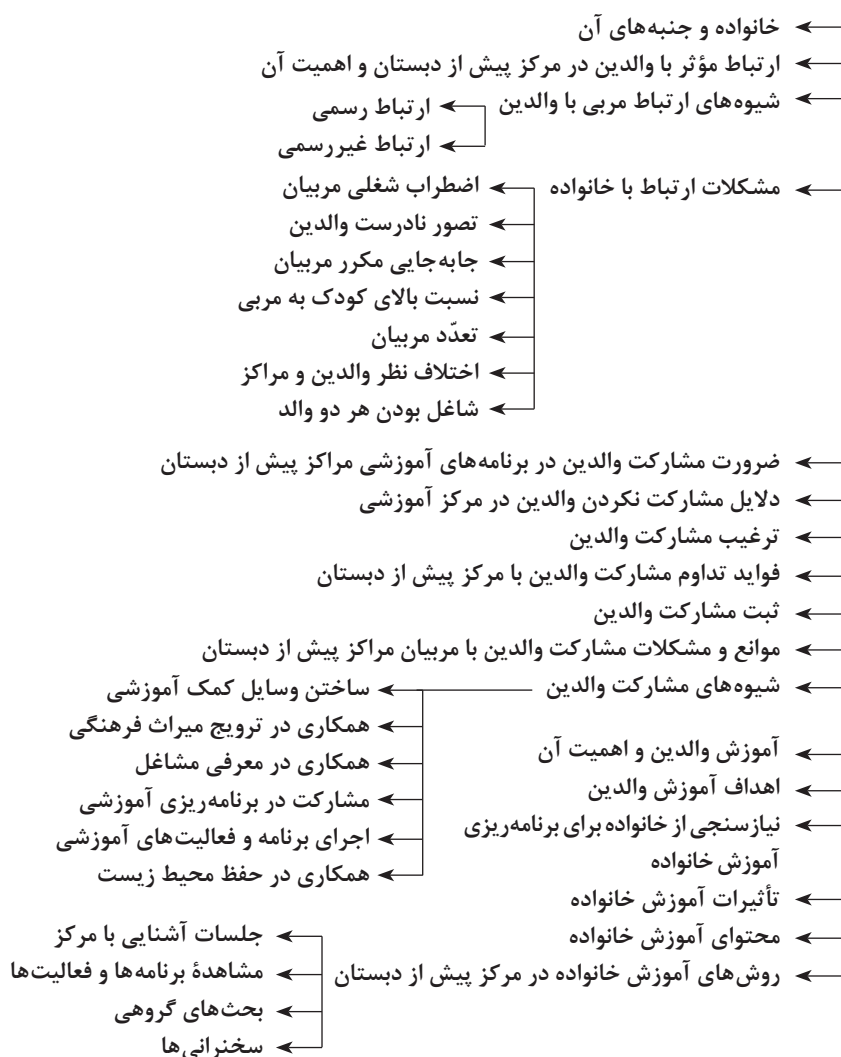 خانواده و جنبه‌های آن
ارتباط مؤثر با والدین در مرکز پیش از دبستان و اهمیت آن
شیوه‌های ارتباط مربی با والدین
ارتباط رسمی
ارتباط غیررسمی
مشکلات ارتباط با خانواده
اضطراب شغلی مربیان
تصور نادرست والدین
جابه‌جایی مکرر مربیان
نسبت بالای کودک به مربی
تعدّد مربیان
اختلاف نظر والدین و مراکز
شاغل بودن هر دو والد
ضرورت مشارکت والدین در برنامه‌های آموزشی مراکز پیش از دبستان
دلایل مشارکت نکردن والدین در مرکز آموزشی
ترغیب مشارکت والدین
فواید تداوم مشارکت والدین با مرکز پیش از دبستان
ثبت مشارکت والدین
موانع و مشکلات مشارکت والدین با مربیان مراکز پیش از دبستان
شیوه‌های مشارکت والدین
ساختن وسایل کمک آموزشی
همکاری در ترویج میراث فرهنگی
همکاری در معرفی مشاغل
مشارکت در برنامه‌ریزی آموزشی
اجرای برنامه و فعالیت‌های آموزشی
همکاری در حفظ محیط زیست
آموزش والدین و اهمیت آن
اهداف آموزش والدین
نیازسنجی از خانواده برای برنامه‌ریزی
آموزش خانواده
تأثیرات آموزش خانواده
محتوای آموزش خانواده
روش‌های آموزش خانواده در مرکز پیش از دبستان
جلسات آشنایی با مرکز
مشاهدهٔ برنامه‌ها و فعالیت‌ها
بحث‌های گروهی
سخنرانی‌ها